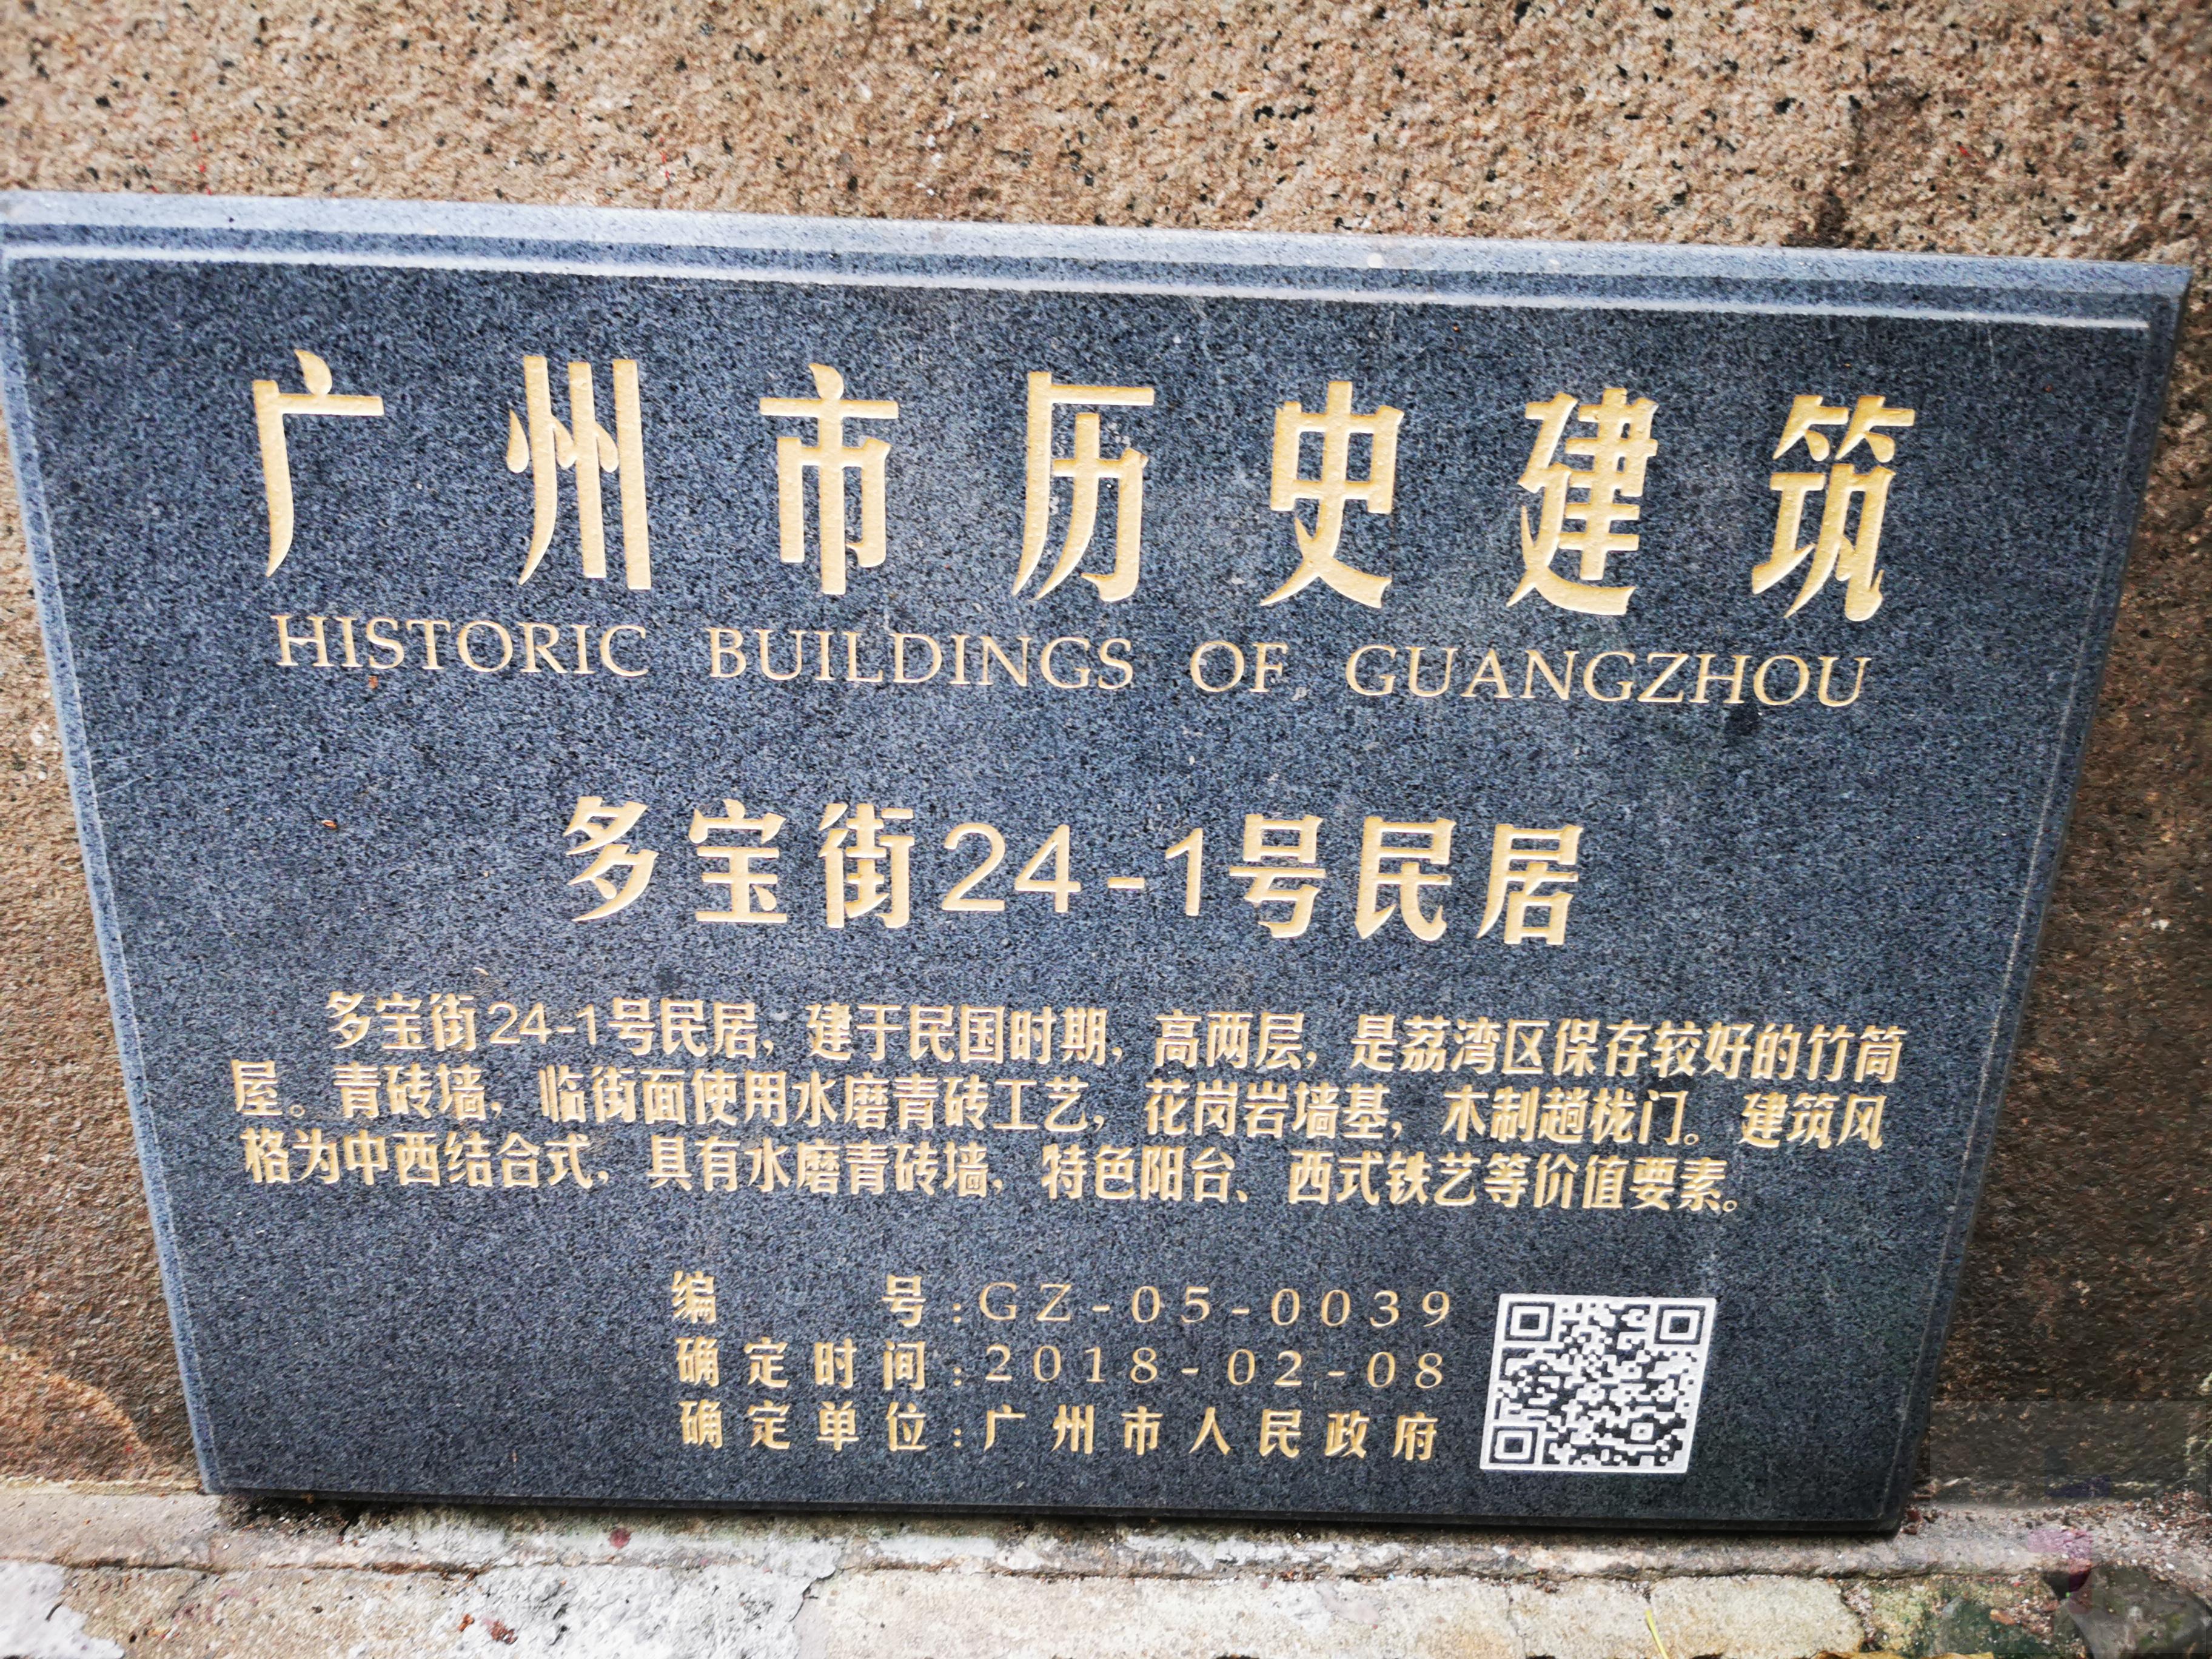 广州市历史建筑
HISTORIC BUILDINGS OF GUANGZHOU
多宝街24-1号民居
多宝街24-1号民居，建于民国时期，高两层，是荔湾区保存较好的竹筒
屋。青砖墙，临街面使用水磨青砖工艺，花岗岩墙基，木制趟栊门。建筑风
格为中西结合式，具有水磨青砖墙，特色阳台、西式铁艺等价值要素。
编号:GZ-05-0039
确定时间:2018-02-08
确定单位:广州市人民政府